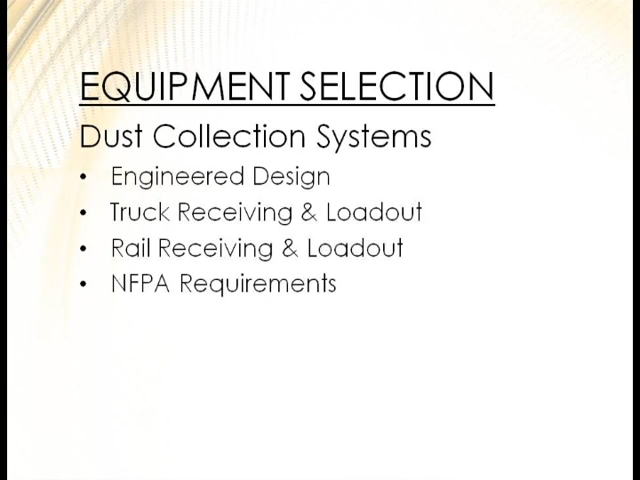 EQUIPMENT SELECTION
Dust Collection Systems
• Engineered Design
• Truck Receiving & Loadout
• Rail Receiving & Loadout
• NFPA Requirements